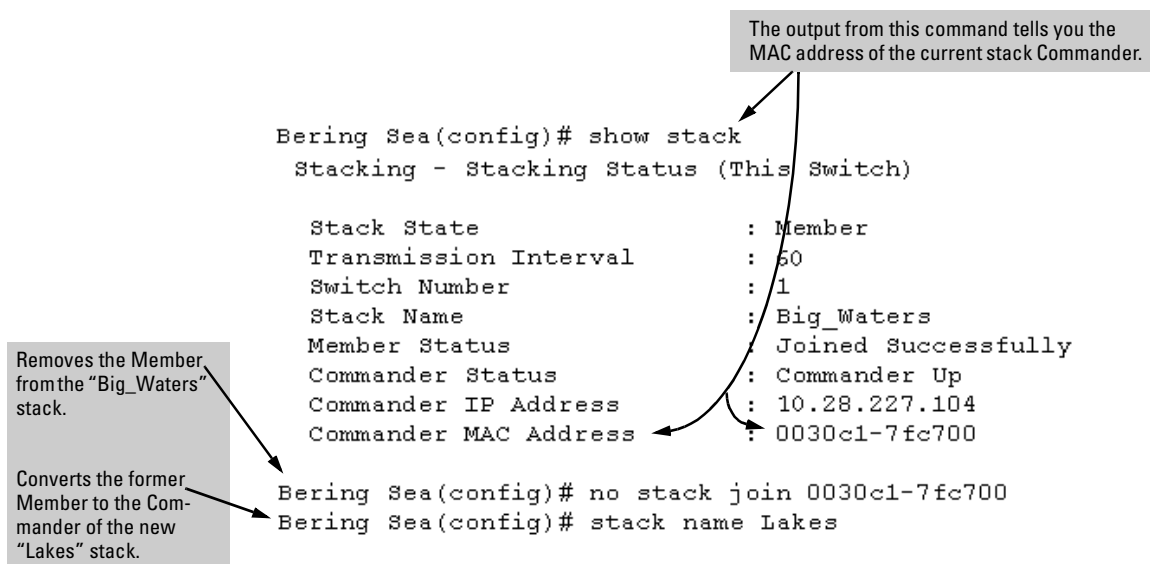 The output from this command tells you the
MAC address of the current stack Commander.
Bering Sea(config)# show stack
Stacking - Stacking Status (This Switch)
Stack State : Member
Transmission Interval : 60
Switch Number : 1
Stack Name : Big_Waters
Member Status : Joined Successfully
Commander Status : Commander Up
Commander IP Address : 10.28.227.104
Commander MAC Address : 0030c1-7fc700
Removes the Member
from the “Big_Waters”
stack.
Converts the former
Member to the Com-
mander of the new
“Lakes” stack.
Bering Sea(config)# no stack join 0030c1-7fc700
Bering Sea(config)# stack name Lakes